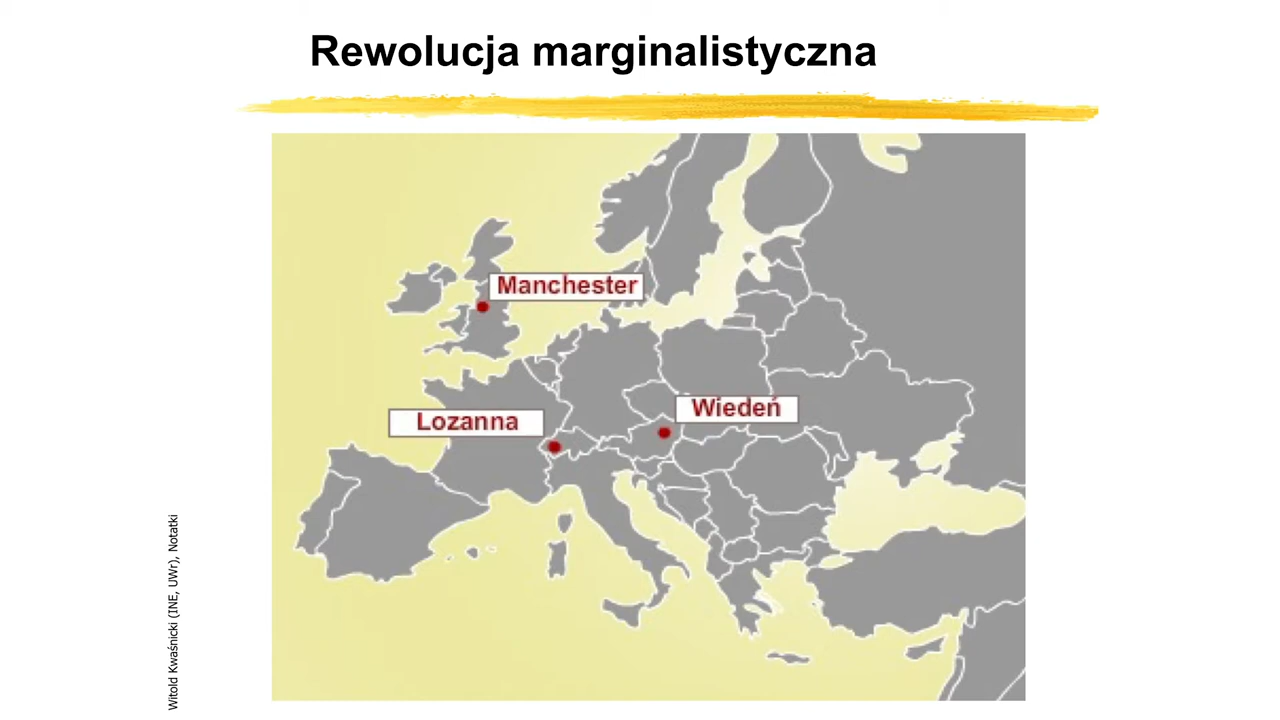 Rewolucja marginalistyczna
Manchester
Wiedeń
Lozanna
Witold Kwaśnicki (INE, UWr), Notatki